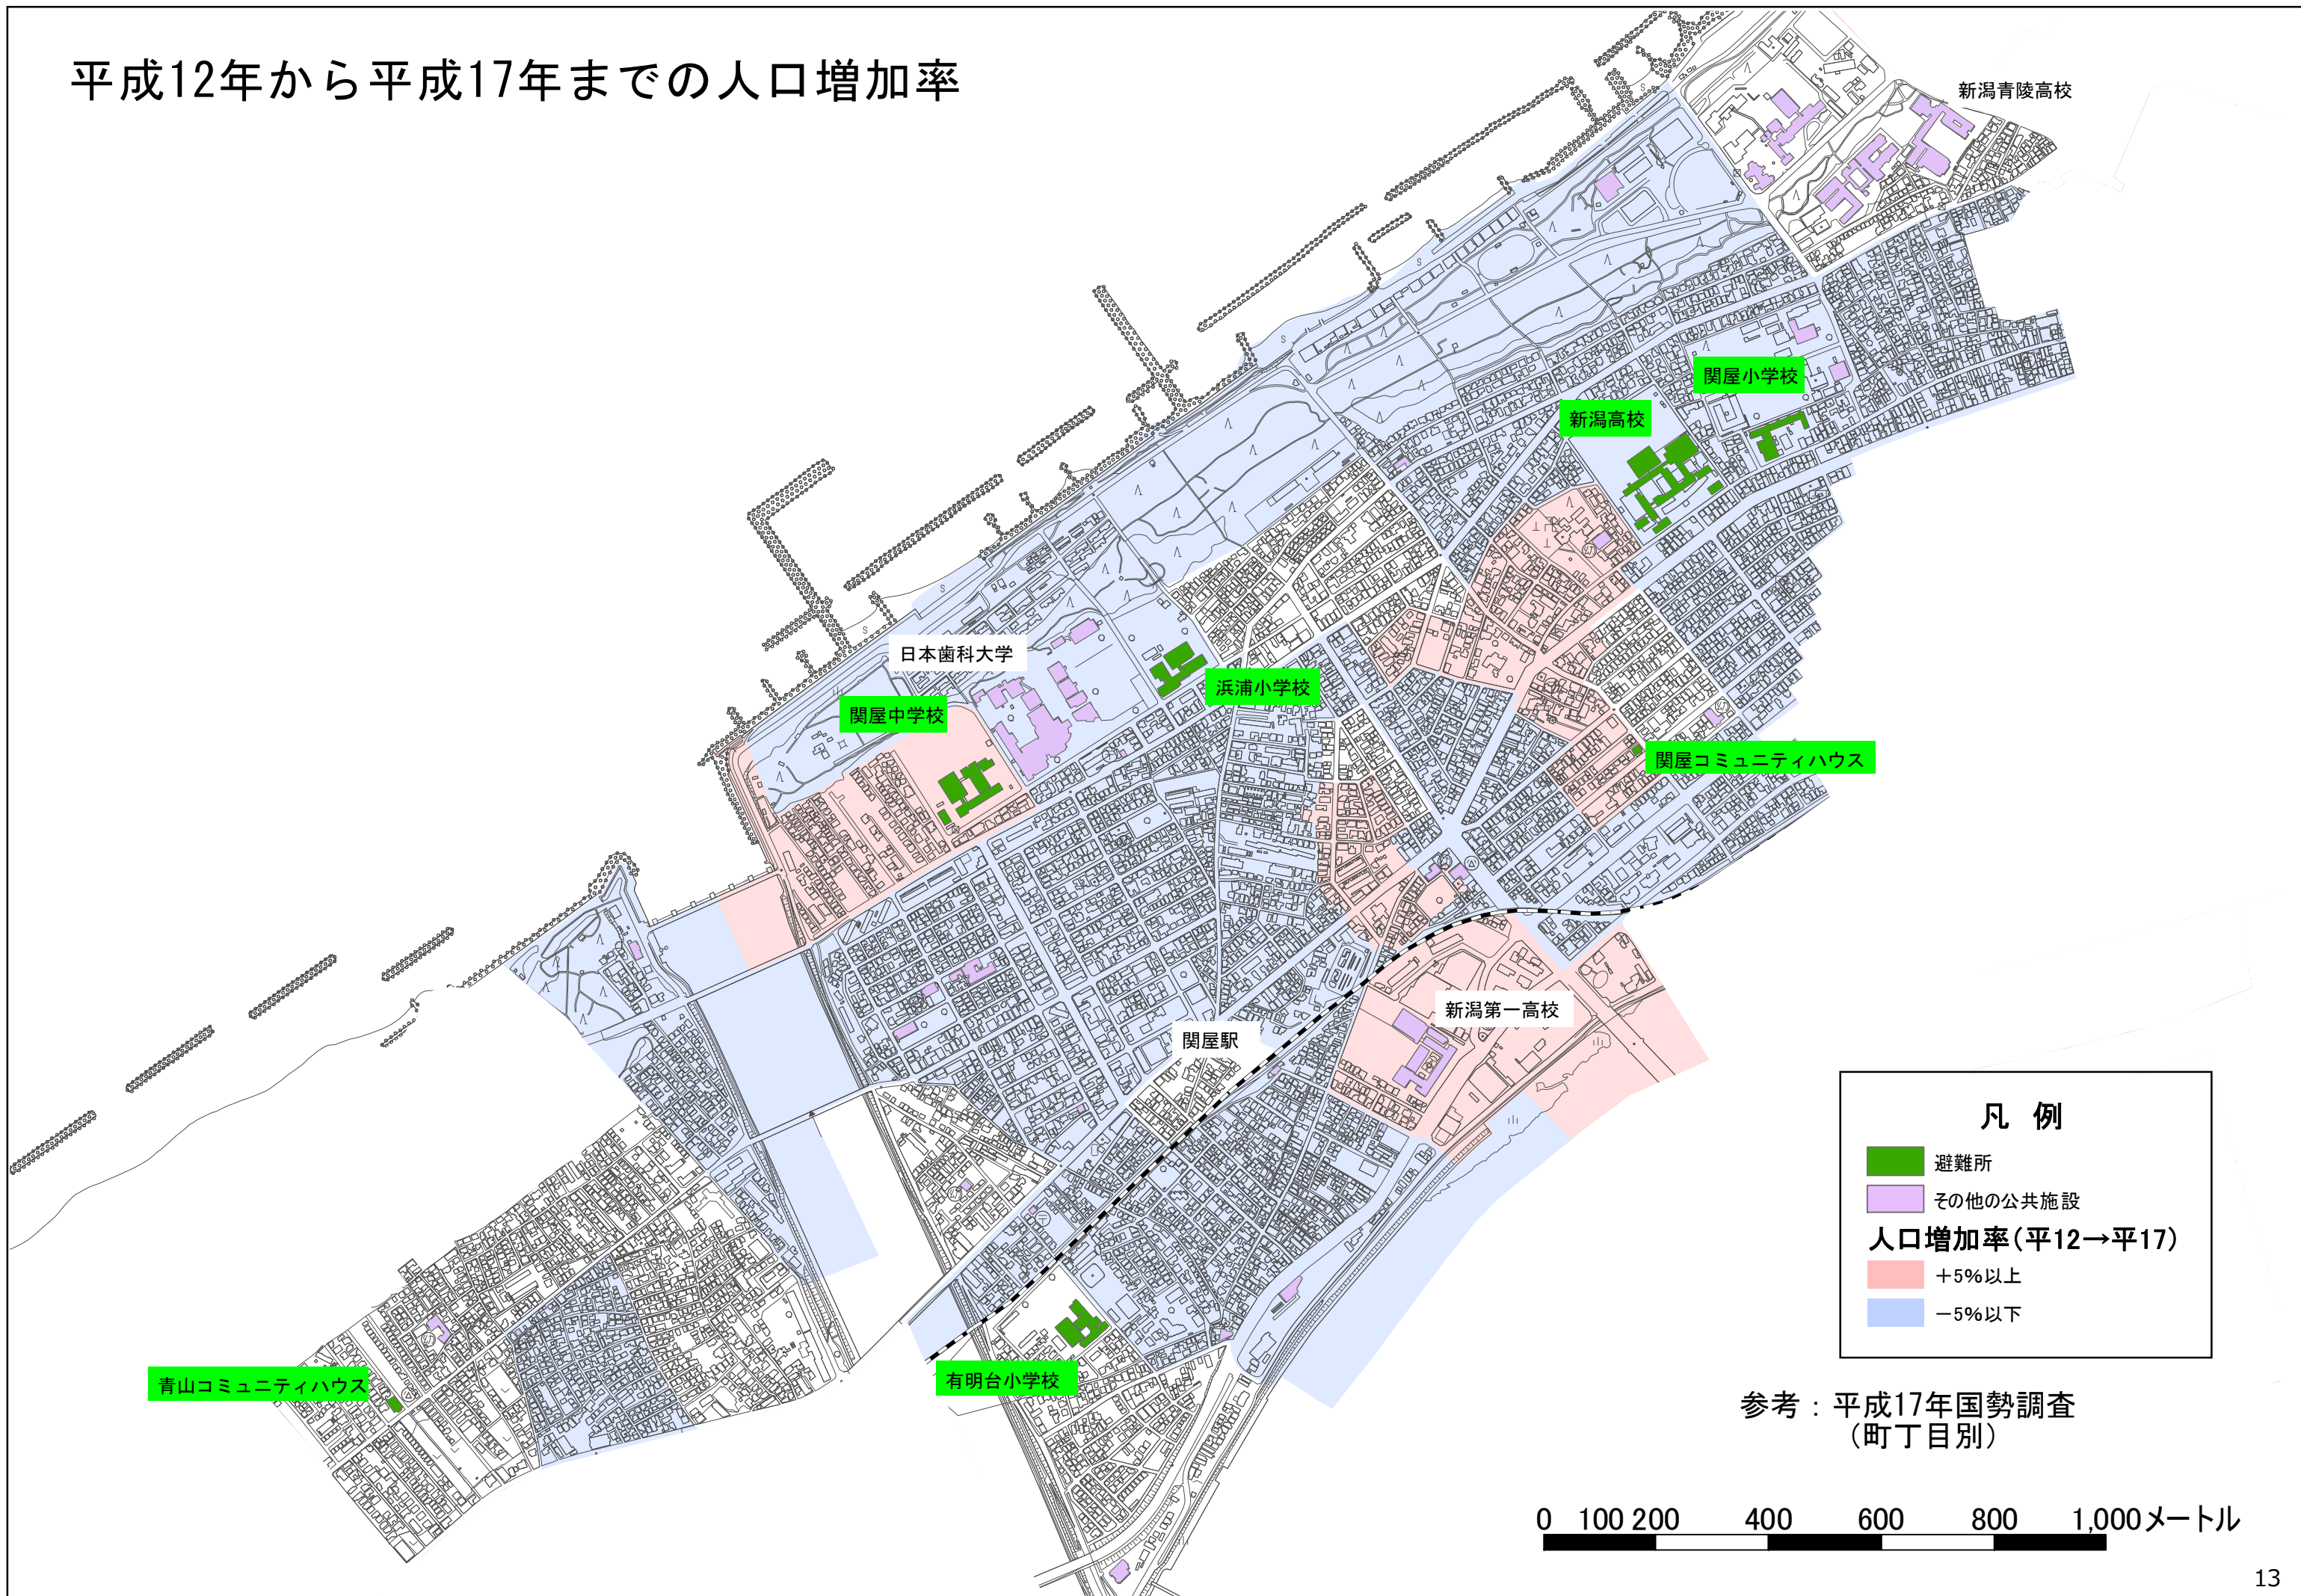 平成12年から平成17年までの人口増加率
新潟青陵高校
関屋小学校
新潟高校
日本歯科大学
浜浦小学校
関屋中学校
関屋コミュニティハウス
新潟第一高校
関屋駅
青山コミュニティハウス
有明台小学校
凡 例
避難所
その他の公共施設
人口増加率（平12→平17）
＋5%以上
－5%以下
参考：平成17年国勢調査
（町丁目別）
0 100 200 400 600 800 1,000メートル
13